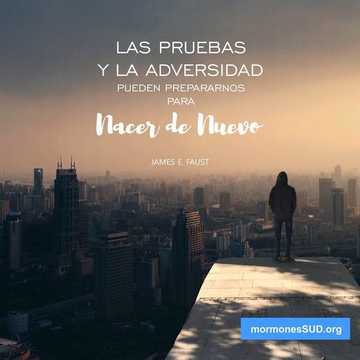 LAS PRUEBAS
Y LA ADVERSIDAD
PUEDEN PREPARARNOS
PARA
Nacer de Nuevo
JAMES E. FAUST
mormonesSUD.org